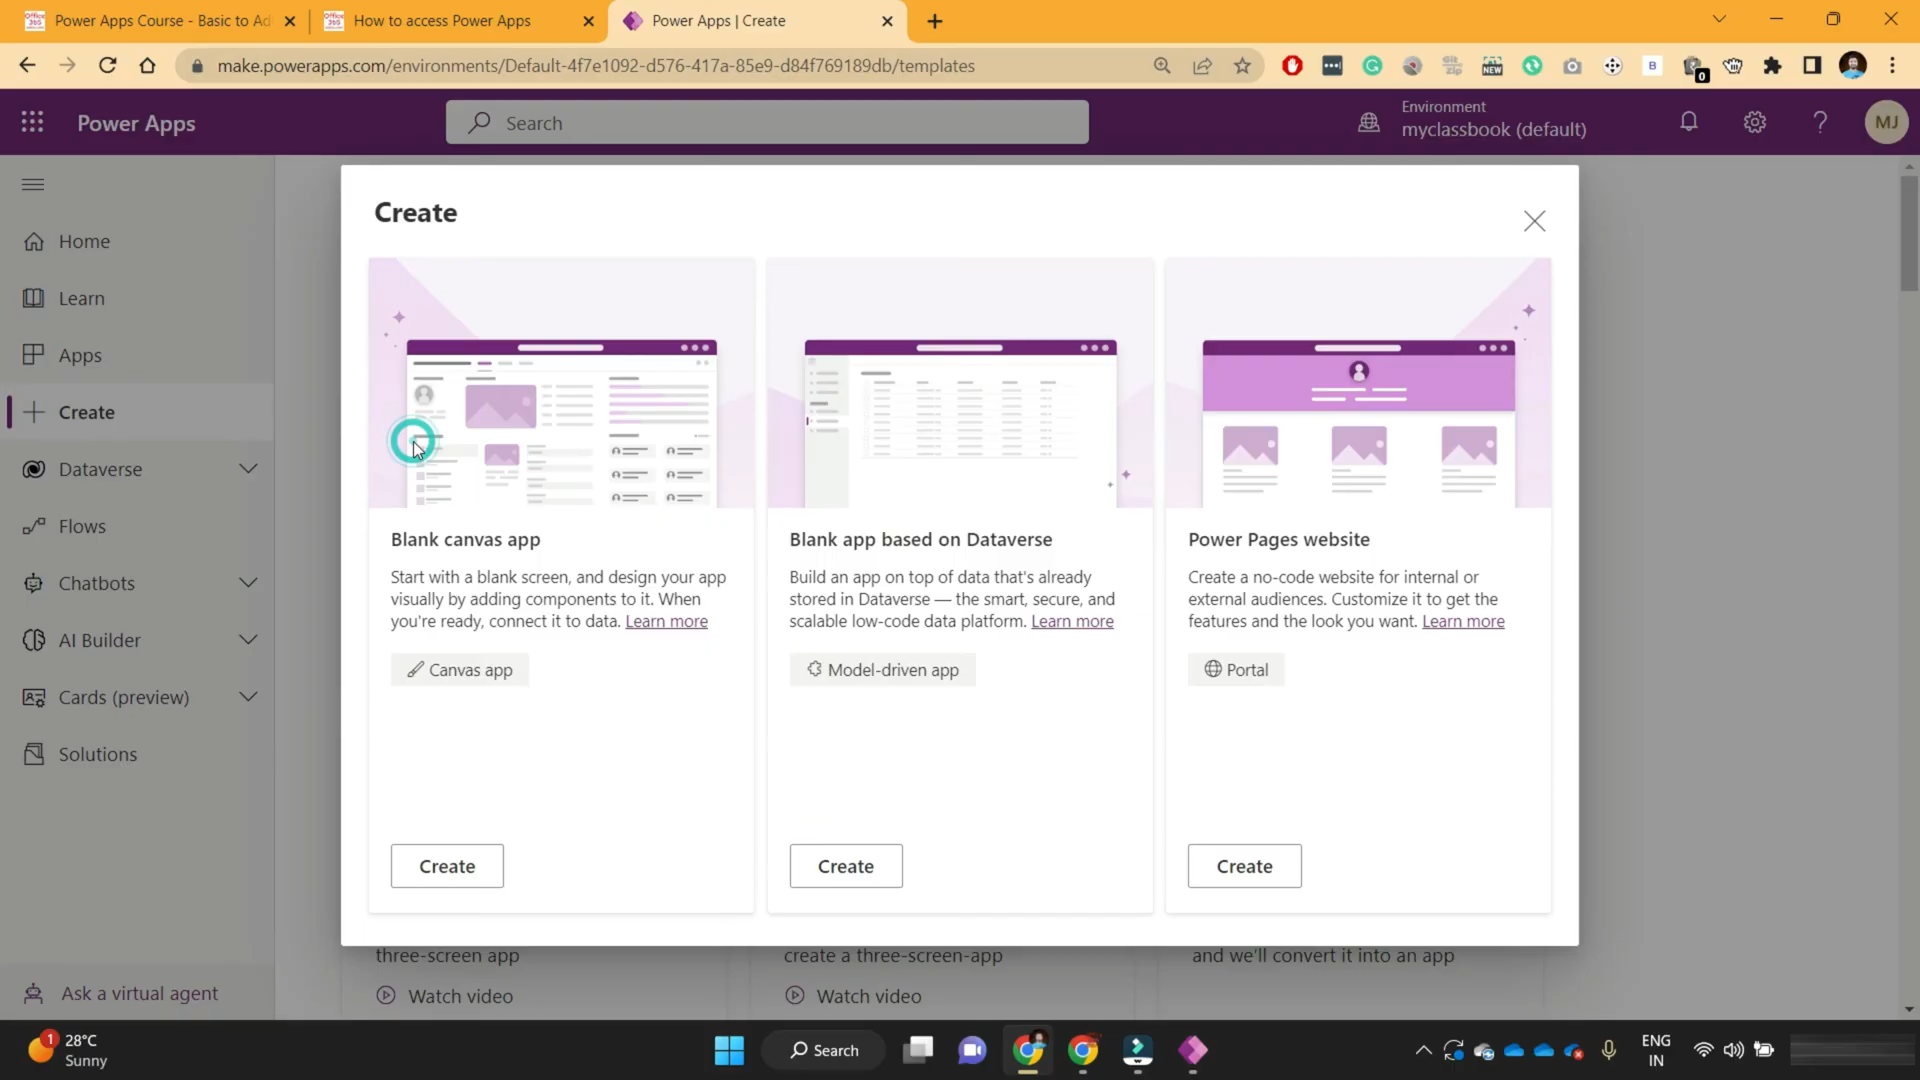 Power Apps Course - Basic to Ad
How to access Power Apps
Power Apps | Create
make.powerapps.com/environments/Default-4f7e1092-d576-417a-85e9-d84f769189db/templates
NEW
B
0
Power Apps
Search
Environment
myclassbook (default)
MJ
Home
Learn
Apps
Create
Dataverse
Flows
Chatbots
AI Builder
Cards (preview)
Solutions
Ask a virtual agent
Create
Blank canvas app
Start with a blank screen, and design your app
visually by adding components to it. When
you're ready, connect it to data. Learn more
Canvas app
Create
Blank app based on Dataverse
Build an app on top of data that's already
stored in Dataverse — the smart, secure, and
scalable low-code data platform. Learn more
Model-driven app
Create
Power Pages website
Create a no-code website for internal or
external audiences. Customize it to get the
features and the look you want. Learn more
Portal
Create
three-screen app
create a three-screen-app
and we'll convert it into an app
Watch video
Watch video
1
28°C
Sunny
Search
ENG
IN